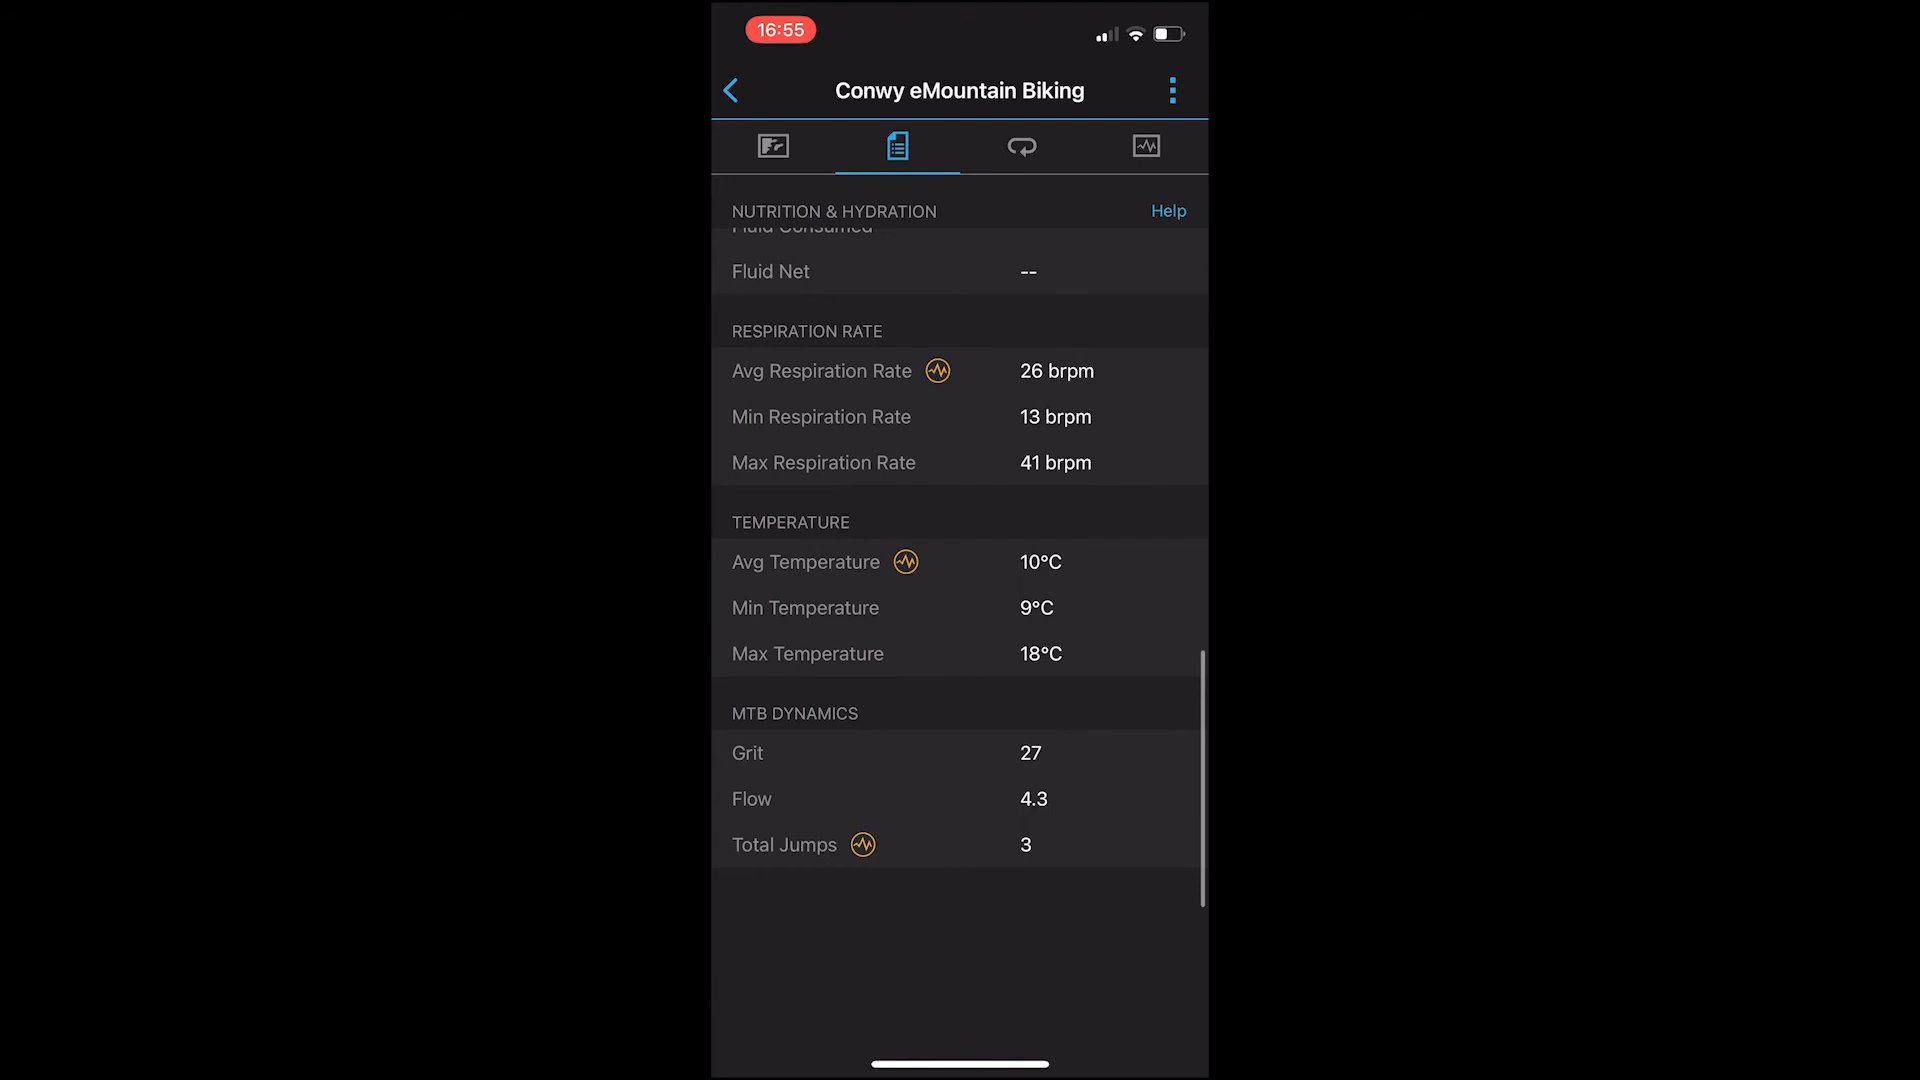 16:55
Conwy eMountain Biking
NUTRITION & HYDRATION Help
Fluid Consumed
Fluid Net --
RESPIRATION RATE
Avg Respiration Rate 26 brpm
Min Respiration Rate 13 brpm
Max Respiration Rate 41 brpm
TEMPERATURE
Avg Temperature 10°C
Min Temperature 9°C
Max Temperature 18°C
MTB DYNAMICS
Grit 27
Flow 4.3
Total Jumps 3